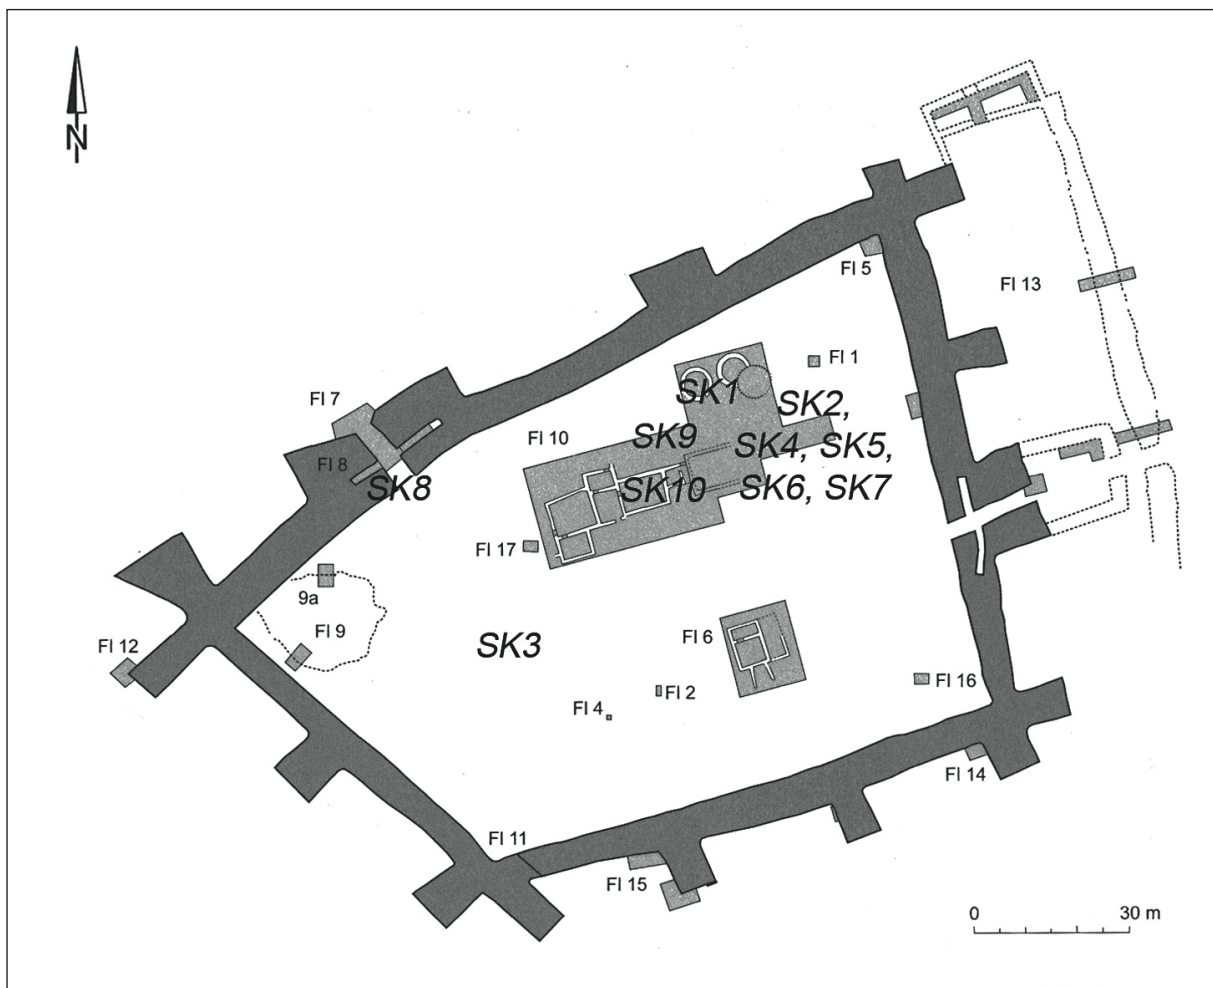 N
Fl 13
Fl 5
Fl 1
Fl 7
SK1
SK2,
Fl 10
SK9
SK4, SK5,
Fl 8
SK8
SK10
SK6, SK7
Fl 17
9a
Fl 9
Fl 12
SK3
Fl 6
Fl 2
Fl 16
Fl 4
Fl 14
Fl 11
Fl 15
0 30 m